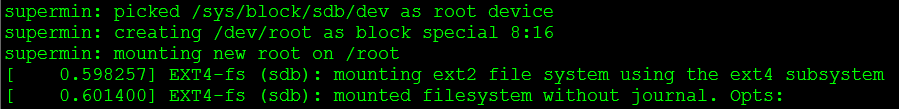 supermin: picked /sys/block/sdb/dev as root device
supermin: creating /dev/root as block special 8:16
supermin: mounting new root on /root
[    0.598257] EXT4-fs (sdb): mounting ext2 file system using the ext4 subsystem
[    0.601400] EXT4-fs (sdb): mounted filesystem without journal. Opts: